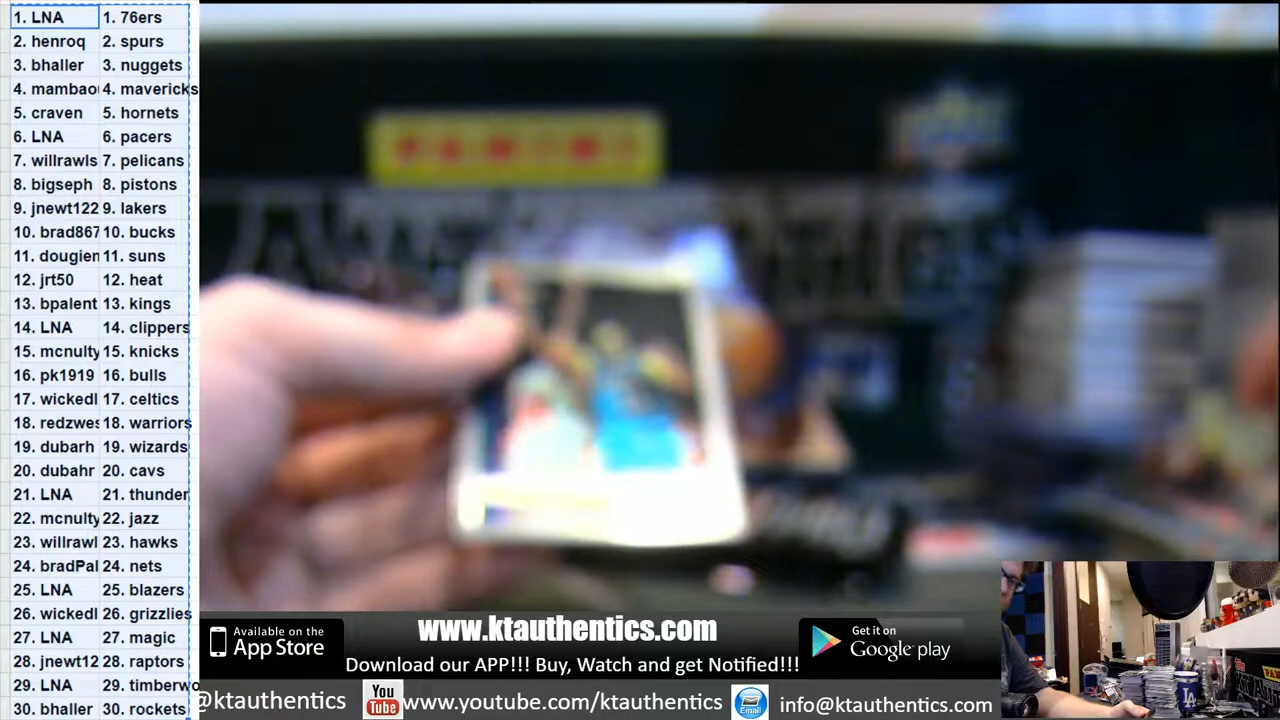 1. LNA 1. 76ers
2. henroq 2. spurs
3. bhaller 3. nuggets
4. mambao 4. mavericks
5. craven 5. hornets
6. LNA 6. pacers
7. willrawls 7. pelicans
8. bigseph 8. pistons
9. jnewt122 9. lakers
10. brad867 10. bucks
11. dougien 11. suns
12. jrt50 12. heat
13. bpalent 13. kings
14. LNA 14. clippers
15. mcnulty 15. knicks
16. pk1919 16. bulls
17. wickedl 17. celtics
18. redzwes 18. warriors
19. dubarh 19. wizards
20. dubahr 20. cavs
21. LNA 21. thunder
22. mcnulty 22. jazz
23. willrawl 23. hawks
24. bradPal 24. nets
25. LNA 25. blazers
26. wickedl 26. grizzlies
27. LNA 27. magic
28. jnewt12 28. raptors
29. LNA 29. timberwo
30. bhaller 30. rockets
PANINI
Available on the
App Store
www.ktauthentics.com
Get it on
Google play
Download our APP!!! Buy, Watch and get Notified!!!
@ktauthentics
You
Tube
www.youtube.com/ktauthentics
Email
info@ktauthentics.com
LA